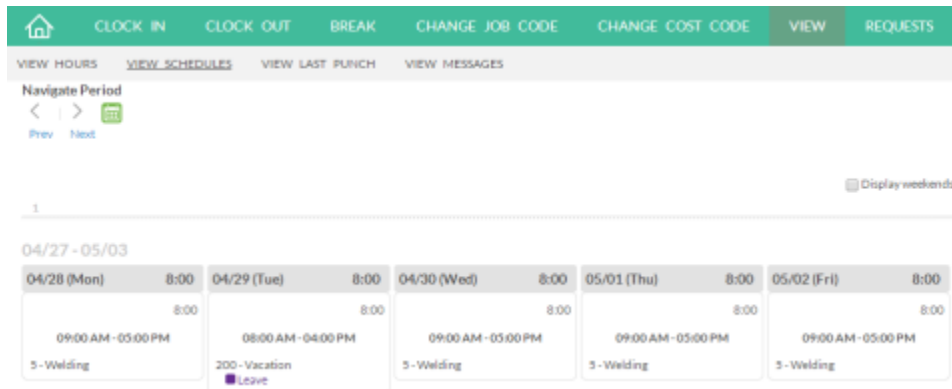 CLOCK IN CLOCK OUT BREAK CHANGE JOB CODE CHANGE COST CODE VIEW REQUESTS
VIEW HOURS VIEW SCHEDULES VIEW LAST PUNCH VIEW MESSAGES
Navigate Period
Prev Next
Display weekends
1
04/27 - 05/03
04/28 (Mon) 8:00 04/29 (Tue) 8:00 04/30 (Wed) 8:00 05/01 (Thu) 8:00 05/02 (Fri) 8:00
8:00 8:00 8:00 8:00 8:00
09:00 AM - 05:00 PM 08:00 AM - 04:00 PM 09:00 AM - 05:00 PM 09:00 AM - 05:00 PM 09:00 AM - 05:00 PM
5 - Welding 200 - Vacation 5 - Welding 5 - Welding 5 - Welding
Leave